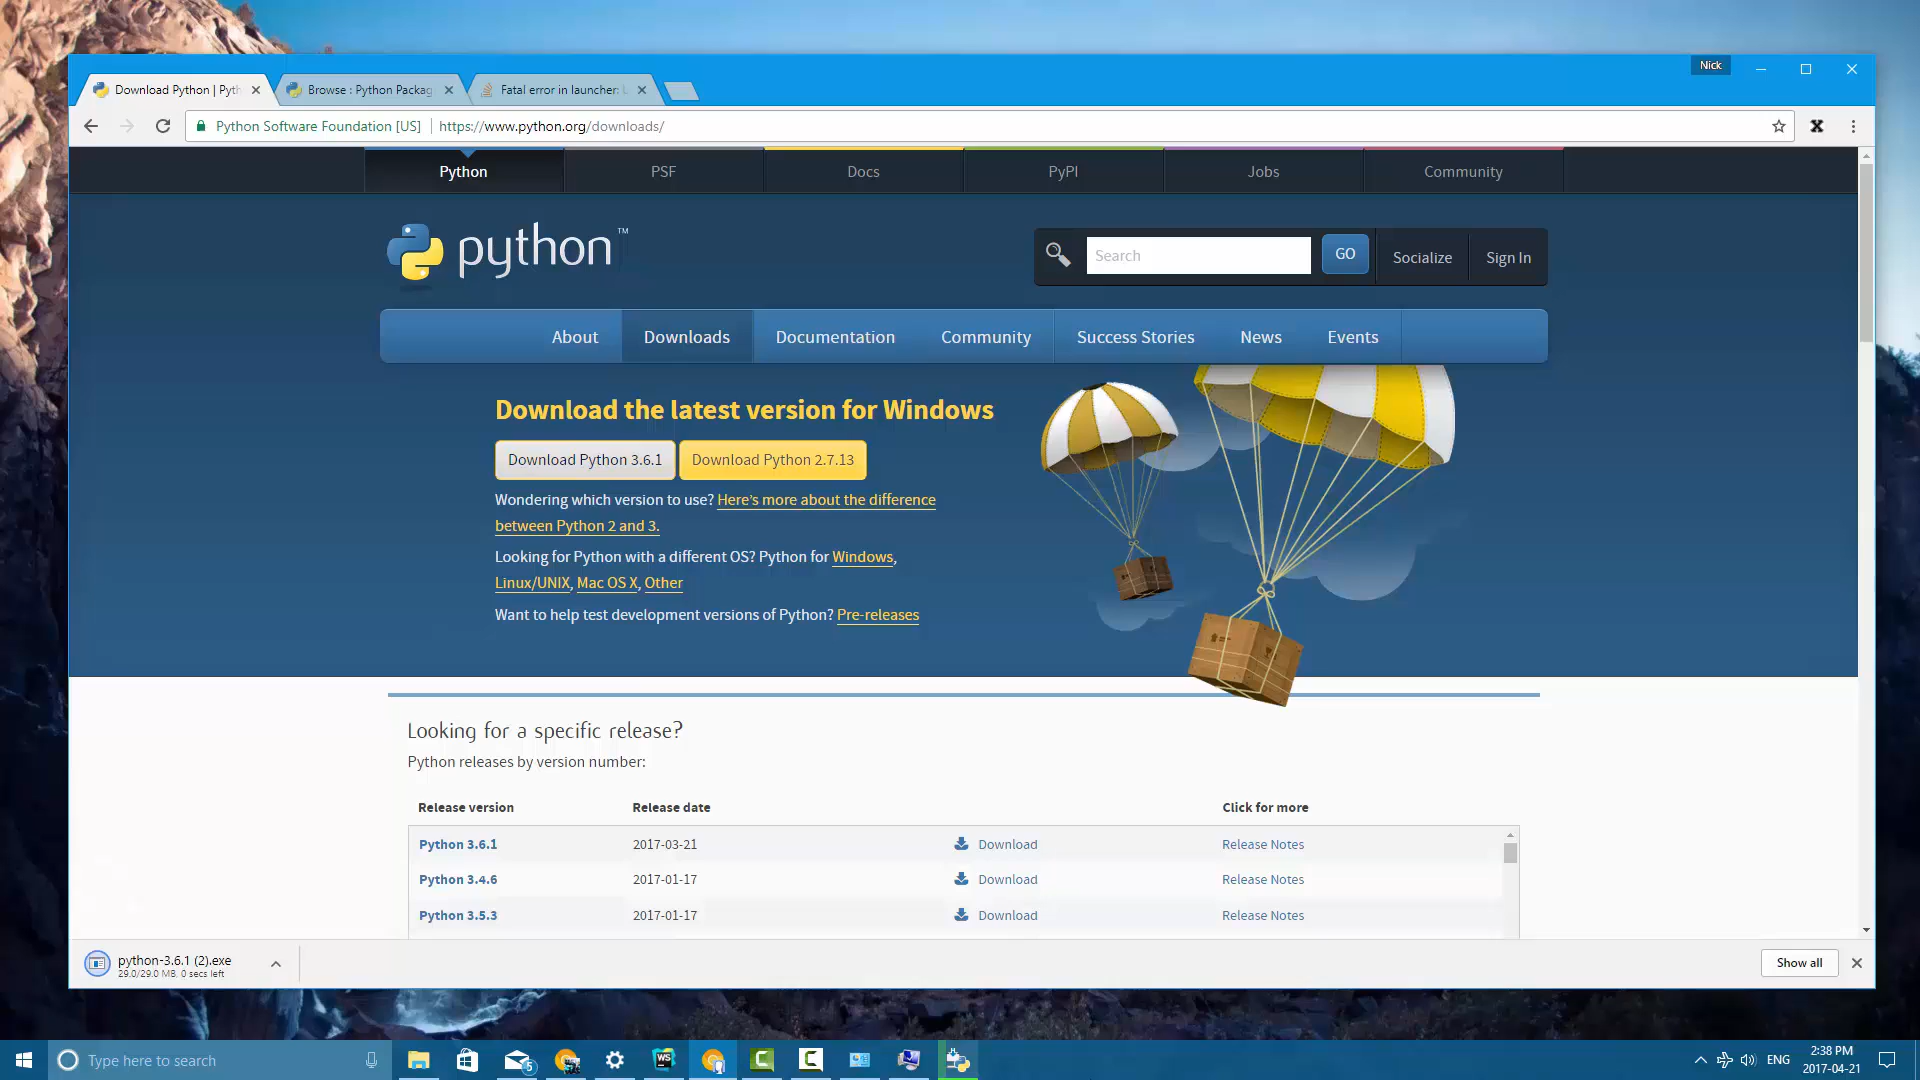 Nick
Download Python | Pyth
Browse : Python Packag
Fatal error in launcher:
Python Software Foundation [US]
https://www.python.org/downloads/
Python
PSF
Docs
PyPI
Jobs
Community
python™
Search
GO
Socialize
Sign In
About
Downloads
Documentation
Community
Success Stories
News
Events
Download the latest version for Windows
Download Python 3.6.1
Download Python 2.7.13
Wondering which version to use? Here's more about the difference
between Python 2 and 3.
Looking for Python with a different OS? Python for Windows,
Linux/UNIX, Mac OS X, Other
Want to help test development versions of Python? Pre-releases
Looking for a specific release?
Python releases by version number:
Release version Release date Click for more
Python 3.6.1 2017-03-21 Download Release Notes
Python 3.4.6 2017-01-17 Download Release Notes
Python 3.5.3 2017-01-17 Download Release Notes
python-3.6.1 (2).exe
29.0/29.0 MB, 0 secs left
Show all
Type here to search
5
WS
ENG
2:38 PM
2017-04-21